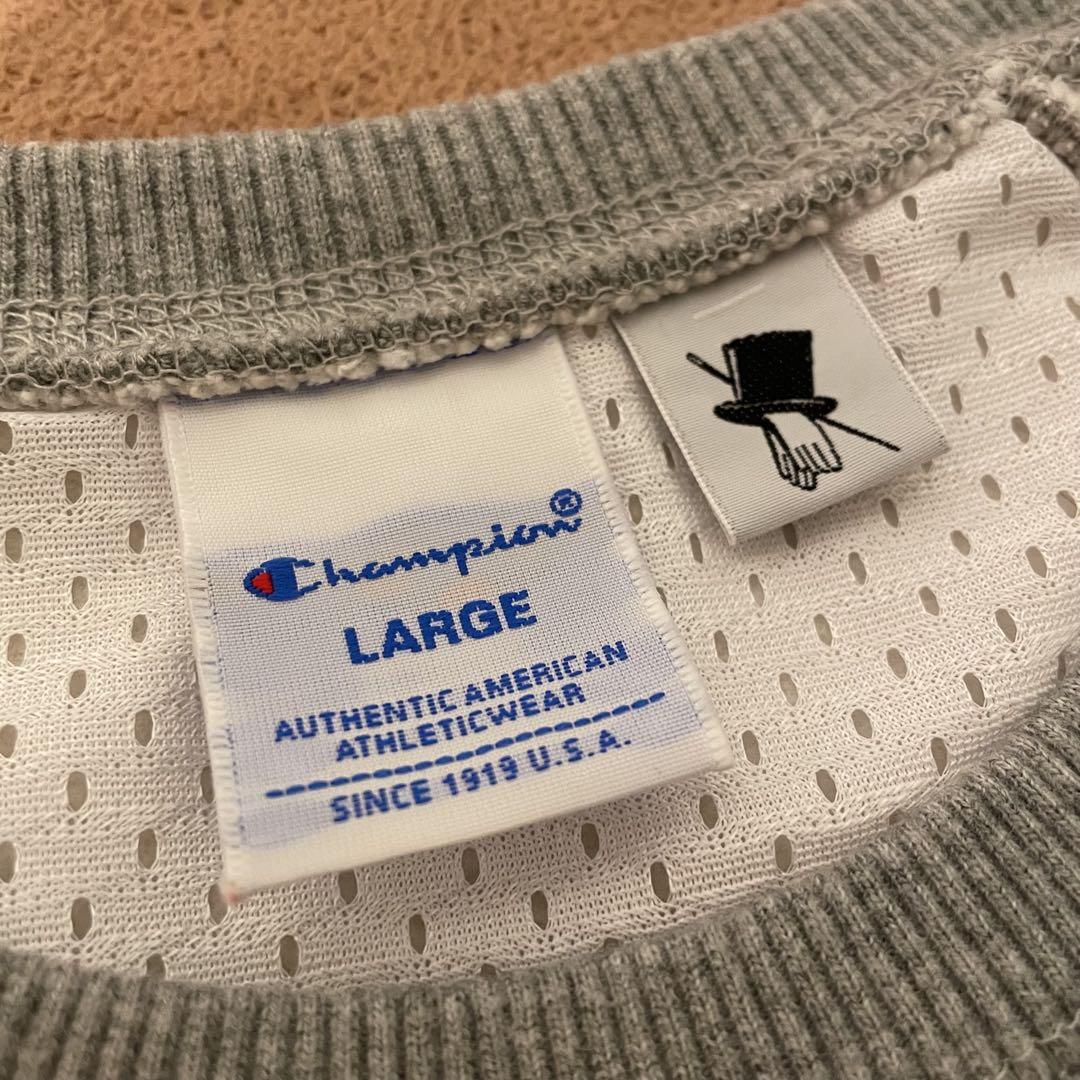 Champion®
LARGE
AUTHENTIC AMERICAN
ATHLETICWEAR
SINCE 1919 U.S.A.